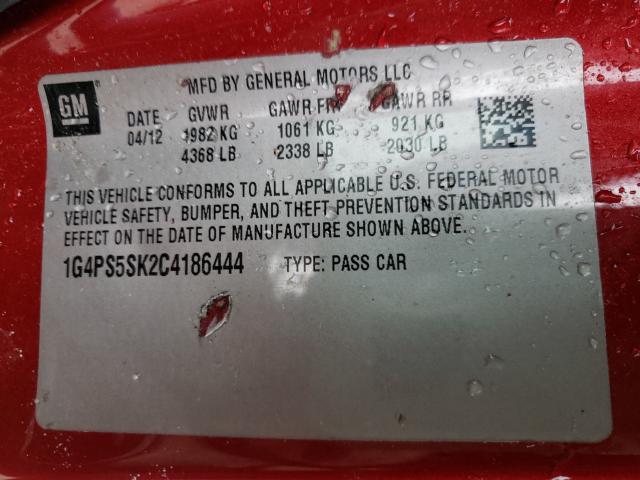 GM
MFD BY GENERAL MOTORS LLC
DATE GVWR GAWR FRT GAWR RR
04/12 1982 KG 1061 KG 921 KG
4368 LB 2338 LB 2030 LB
THIS VEHICLE CONFORMS TO ALL APPLICABLE U.S. FEDERAL MOTOR
VEHICLE SAFETY, BUMPER, AND THEFT PREVENTION STANDARDS IN
EFFECT ON THE DATE OF MANUFACTURE SHOWN ABOVE.
1G4PS5SK2C4186444 TYPE: PASS CAR